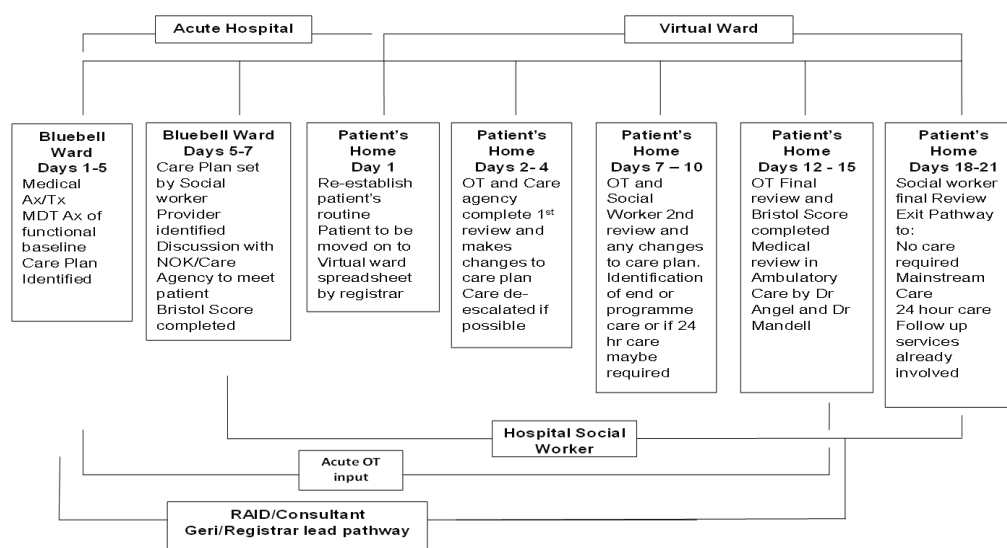 Acute Hospital
Virtual Ward
Bluebell
Ward
Days 1-5
Medical
Ax/Tx
MDT Ax of
functional
baseline
Care Plan
Identified
Bluebell Ward
Days 5-7
Care Plan set
by Social
worker
Provider
identified
Discussion with
NOK/Care
Agency to meet
patient
Bristol Score
completed
Patient's
Home
Day 1
Re-establish
patient's
routine
Patient to be
moved on to
Virtual ward
spreadsheet
by registrar
Patient's
Home
Days 2- 4
OT and Care
agency
complete 1st
review and
makes
changes to
care plan
Care de-
escalated if
possible
Patient's
Home
Days 7 – 10
OT and
Social
Worker 2nd
review and
any changes
to care plan.
Identification
of end or
programme
care or if 24
hr care
maybe
required
Patient's
Home
Days 12 - 15
OT Final
review and
Bristol Score
completed
Medical
review in
Ambulatory
Care by Dr
Angel and Dr
Mandell
Patient's
Home
Days 18-21
Social worker
final Review
Exit Pathway
to:
No care
required
Mainstream
Care
24 hour care
Follow up
services
already
involved
Hospital Social
Worker
Acute OT
input
RAID/Consultant
Geri/Registrar lead pathway